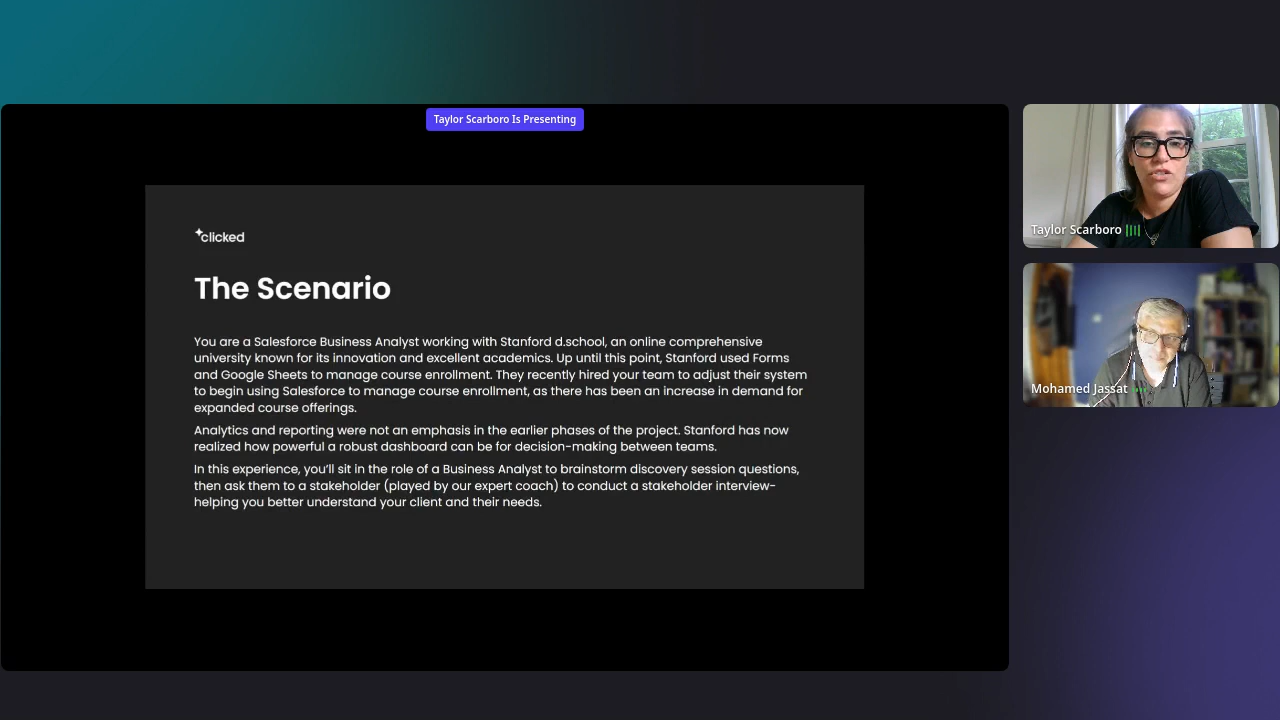 Taylor Scarboro Is Presenting
clicked
The Scenario
You are a Salesforce Business Analyst working with Stanford d.school, an online comprehensive
university known for its innovation and excellent academics. Up until this point, Stanford used Forms
and Google Sheets to manage course enrollment. They recently hired your team to adjust their system
to begin using Salesforce to manage course enrollment, as there has been an increase in demand for
expanded course offerings.
Analytics and reporting were not an emphasis in the earlier phases of the project. Stanford has now
realized how powerful a robust dashboard can be for decision-making between teams.
In this experience, you'll sit in the role of a Business Analyst to brainstorm discovery session questions,
then ask them to a stakeholder (played by our expert coach) to conduct a stakeholder interview-
helping you better understand your client and their needs.
Taylor Scarboro
Mohamed Jassat